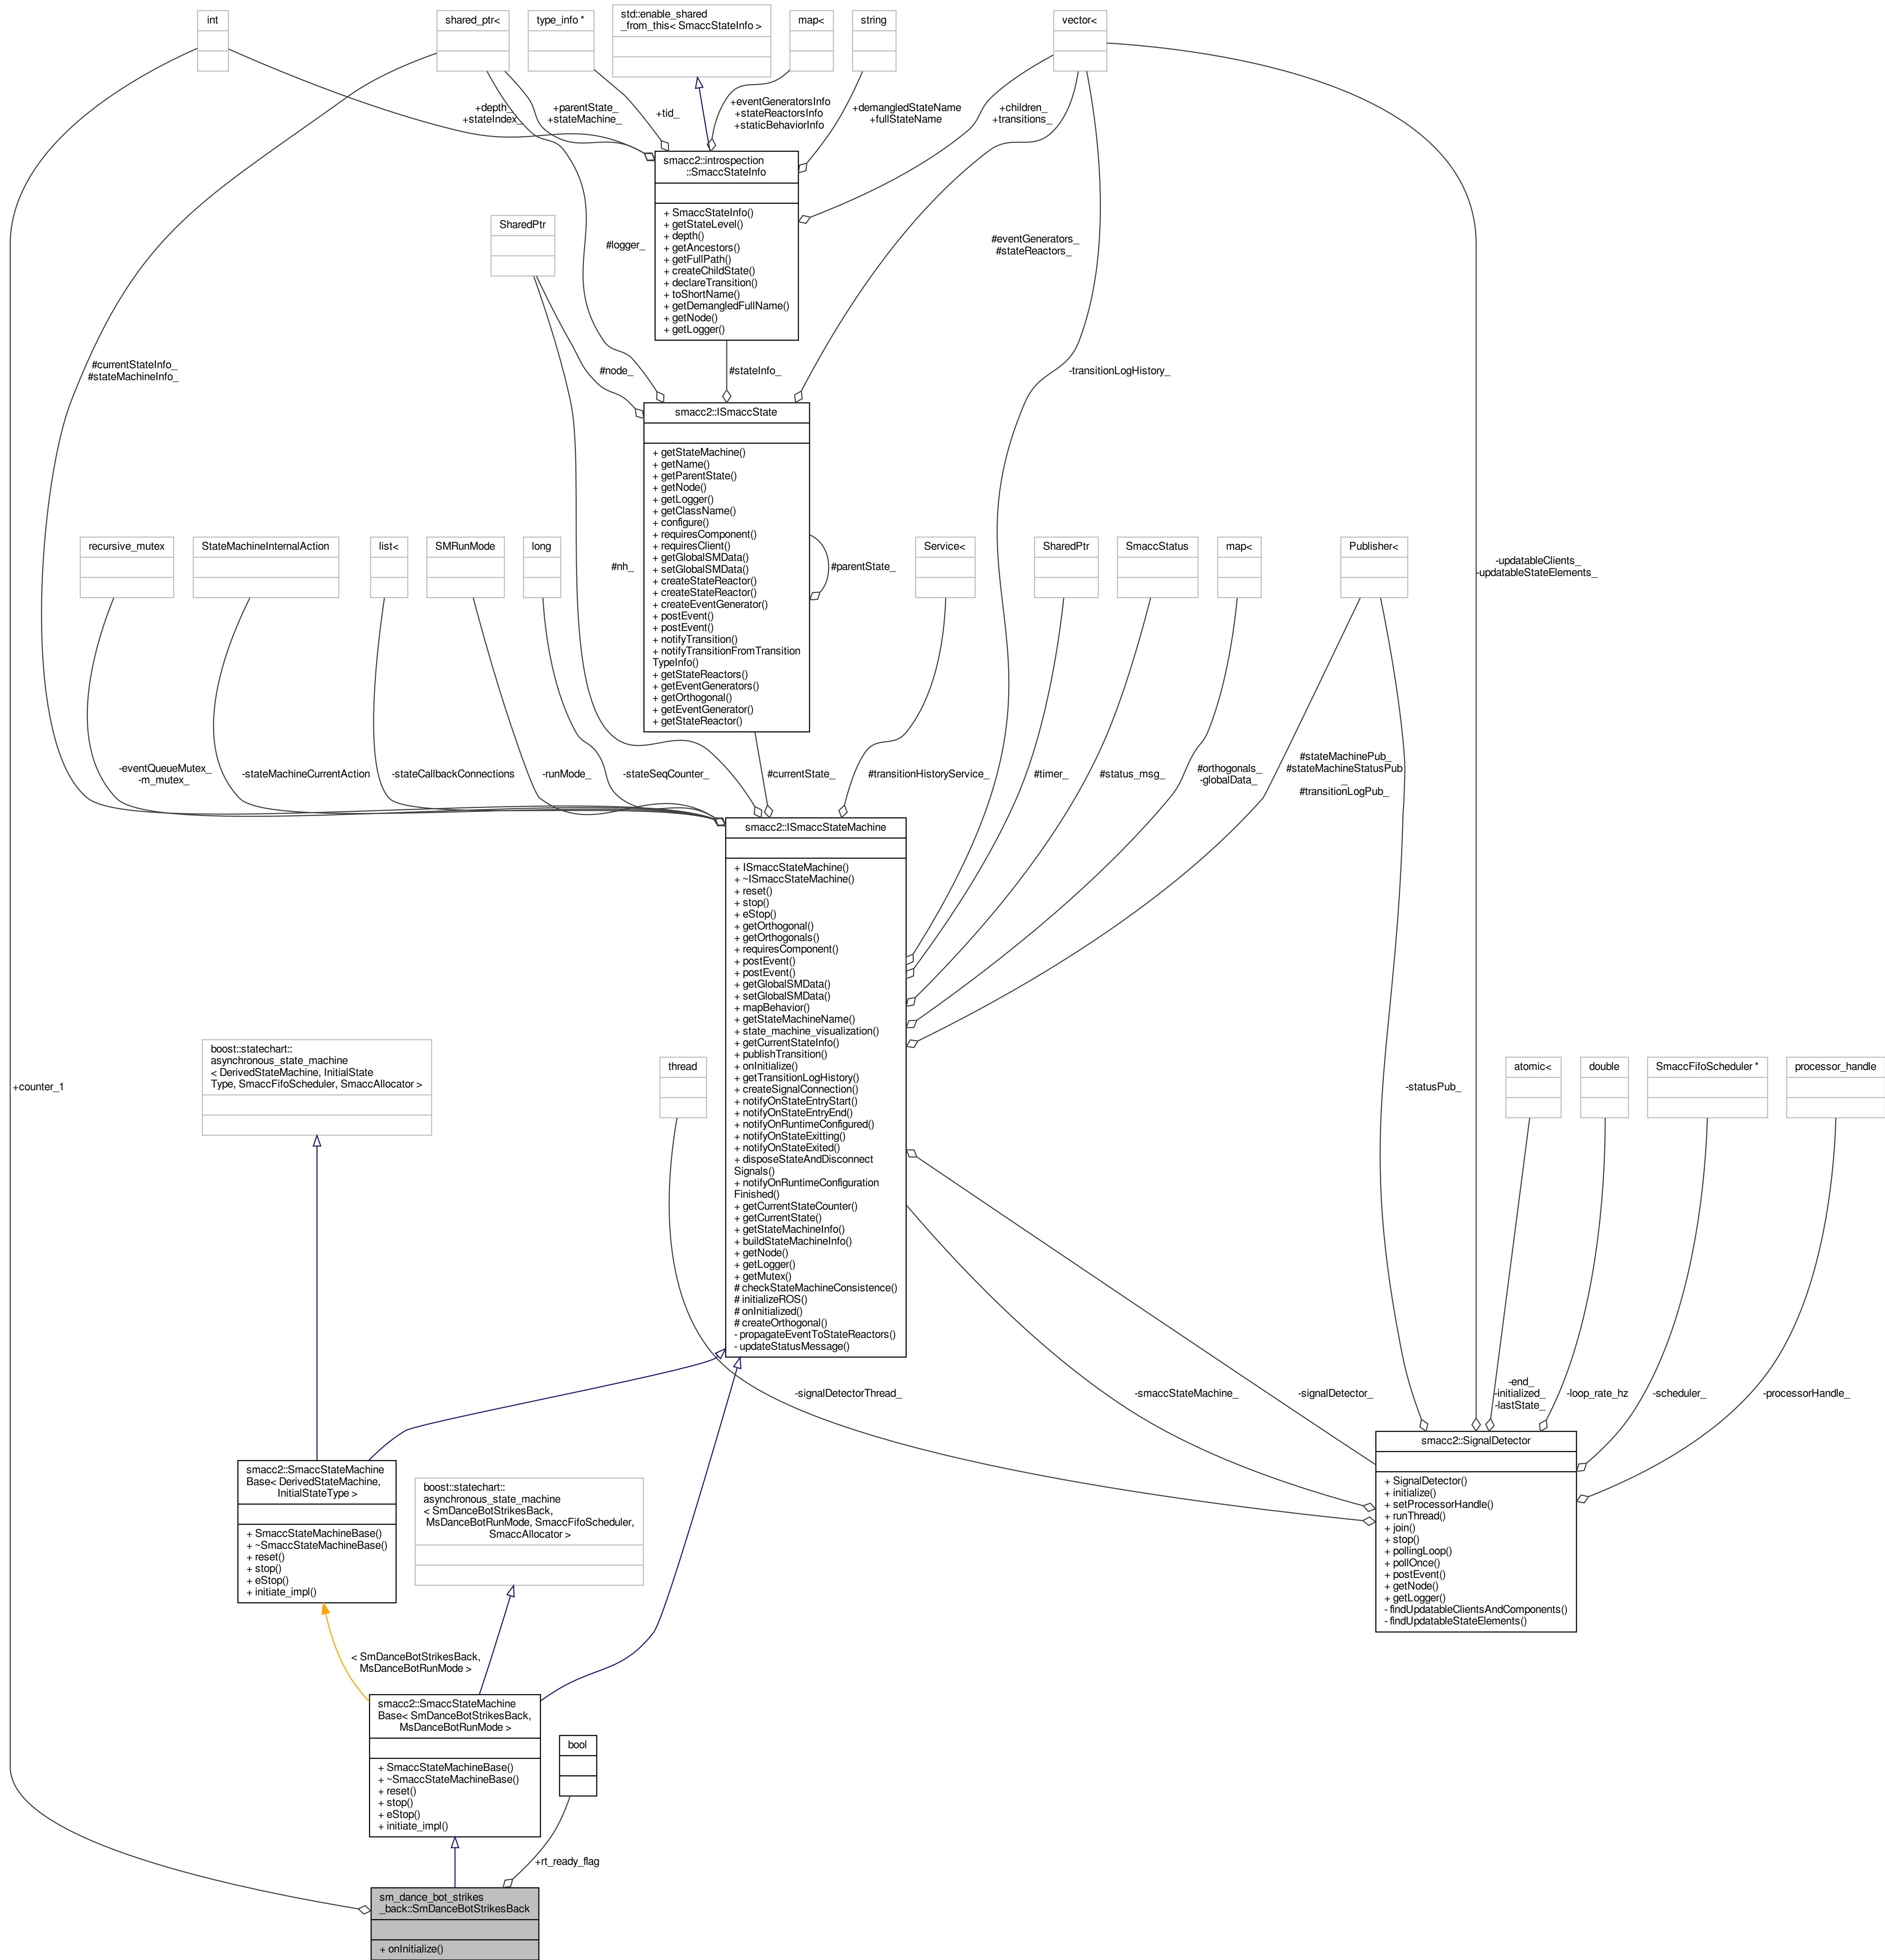 int
shared_ptr<
type_info *
std::enable_shared
_from_this< SmaccStateInfo >
map<
string
vector<
+depth_
+stateIndex_
+parentState_
+stateMachine_
+tid_
+eventGeneratorsInfo
+stateReactorsInfo
+staticBehaviorInfo
+demangledStateName
+fullStateName
+children_
+transitions_
smacc2::introspection
::SmaccStateInfo
+ SmaccStateInfo()
+ getStateLevel()
+ depth()
+ getAncestors()
+ getFullPath()
+ createChildState()
+ declareTransition()
+ toShortName()
+ getDemangledFullName()
+ getNode()
+ getLogger()
SharedPtr
#logger_
#eventGenerators_
#stateReactors_
#currentStateInfo_
#stateMachineInfo_
#node_
#stateInfo_
-transitionLogHistory_
smacc2::ISmaccState
+ getStateMachine()
+ getName()
+ getParentState()
+ getNode()
+ getLogger()
+ getClassName()
+ configure()
+ requiresComponent()
+ requiresClient()
+ getGlobalSMData()
+ setGlobalSMData()
+ createStateReactor()
+ createStateReactor()
+ createEventGenerator()
+ postEvent()
+ postEvent()
+ notifyTransition()
+ notifyTransitionFromTransition
TypeInfo()
+ getStateReactors()
+ getEventGenerators()
+ getOrthogonal()
+ getEventGenerator()
+ getStateReactor()
recursive_mutex
StateMachineInternalAction
list<
SMRunMode
long
#nh_
#parentState_
Service<
SharedPtr
SmaccStatus
map<
Publisher<
-updatableClients_
-updatableStateElements_
-eventQueueMutex_
-m_mutex_
-stateMachineCurrentAction
-stateCallbackConnections
-runMode_
-stateSeqCounter_
#currentState_
#transitionHistoryService_
#timer_
#status_msg_
#orthogonals_
-globalData_
#stateMachinePub_
#stateMachineStatusPub
_
#transitionLogPub_
smacc2::ISmaccStateMachine
+ ISmaccStateMachine()
+ ~ISmaccStateMachine()
+ reset()
+ stop()
+ eStop()
+ getOrthogonal()
+ getOrthogonals()
+ requiresComponent()
+ postEvent()
+ postEvent()
+ getGlobalSMData()
+ setGlobalSMData()
+ mapBehavior()
+ getStateMachineName()
+ state_machine_visualization()
+ getCurrentStateInfo()
+ publishTransition()
+ onInitialize()
+ getTransitionLogHistory()
+ createSignalConnection()
+ notifyOnStateEntryStart()
+ notifyOnStateEntryEnd()
+ notifyOnRuntimeConfigured()
+ notifyOnStateExitting()
+ notifyOnStateExited()
+ disposeStateAndDisconnect
Signals()
+ notifyOnRuntimeConfiguration
Finished()
+ getCurrentStateCounter()
+ getCurrentState()
+ getStateMachineInfo()
+ buildStateMachineInfo()
+ getNode()
+ getLogger()
+ getMutex()
# checkStateMachineConsistence()
# initializeROS()
# onInitialized()
# createOrthogonal()
- propagateEventToStateReactors()
- updateStatusMessage()
boost::statechart::
asynchronous_state_machine
< DerivedStateMachine, InitialState
Type, SmaccFifoScheduler, SmaccAllocator >
thread
atomic<
double
SmaccFifoScheduler *
processor_handle
+counter_1
-statusPub_
-signalDetectorThread_
-smaccStateMachine_
-signalDetector_
-end_
-initialized_
-lastState_
-loop_rate_hz
-scheduler_
-processorHandle_
smacc2::SignalDetector
+ SignalDetector()
+ initialize()
+ setProcessorHandle()
+ runThread()
+ join()
+ stop()
+ pollingLoop()
+ pollOnce()
+ postEvent()
+ getNode()
+ getLogger()
- findUpdatableClientsAndComponents()
- findUpdatableStateElements()
smacc2::SmaccStateMachine
Base< DerivedStateMachine,
InitialStateType >
+ SmaccStateMachineBase()
+ ~SmaccStateMachineBase()
+ reset()
+ stop()
+ eStop()
+ initiate_impl()
boost::statechart::
asynchronous_state_machine
< SmDanceBotStrikesBack,
MsDanceBotRunMode, SmaccFifoScheduler,
SmaccAllocator >
< SmDanceBotStrikesBack,
MsDanceBotRunMode >
smacc2::SmaccStateMachine
Base< SmDanceBotStrikesBack,
MsDanceBotRunMode >
+ SmaccStateMachineBase()
+ ~SmaccStateMachineBase()
+ reset()
+ stop()
+ eStop()
+ initiate_impl()
bool
+rt_ready_flag
sm_dance_bot_strikes
_back::SmDanceBotStrikesBack
+ onInitialize()